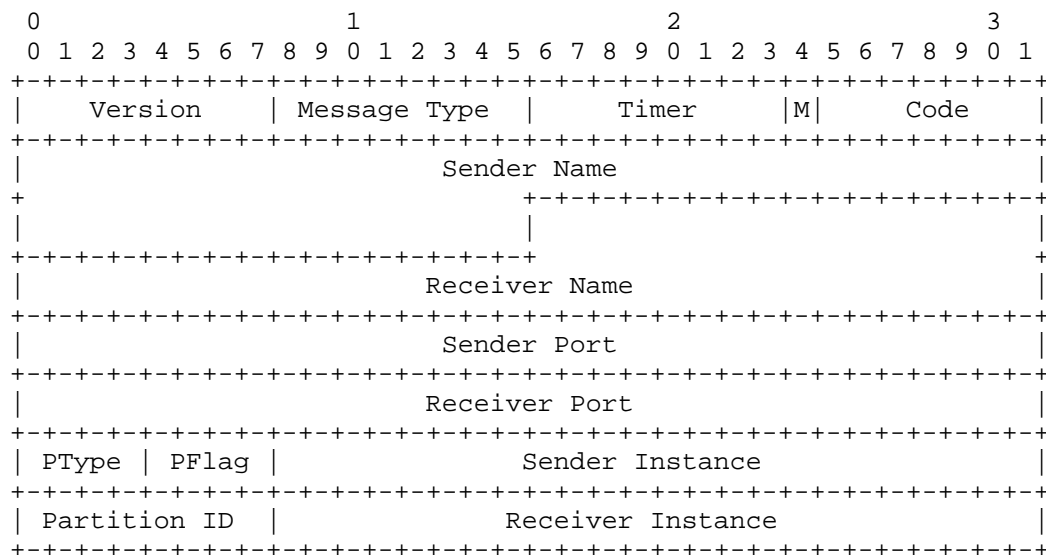 0                   1                   2                   3
 0 1 2 3 4 5 6 7 8 9 0 1 2 3 4 5 6 7 8 9 0 1 2 3 4 5 6 7 8 9 0 1
+-+-+-+-+-+-+-+-+-+-+-+-+-+-+-+-+-+-+-+-+-+-+-+-+-+-+-+-+-+-+-+-+
|    Version    | Message Type  |     Timer     |M|     Code    |
+-+-+-+-+-+-+-+-+-+-+-+-+-+-+-+-+-+-+-+-+-+-+-+-+-+-+-+-+-+-+-+-+
|                          Sender Name                          |
+                               +-+-+-+-+-+-+-+-+-+-+-+-+-+-+-+-+
|                               |                               |
+-+-+-+-+-+-+-+-+-+-+-+-+-+-+-+-+                               +
|                         Receiver Name                         |
+-+-+-+-+-+-+-+-+-+-+-+-+-+-+-+-+-+-+-+-+-+-+-+-+-+-+-+-+-+-+-+-+
|                          Sender Port                          |
+-+-+-+-+-+-+-+-+-+-+-+-+-+-+-+-+-+-+-+-+-+-+-+-+-+-+-+-+-+-+-+-+
|                         Receiver Port                         |
+-+-+-+-+-+-+-+-+-+-+-+-+-+-+-+-+-+-+-+-+-+-+-+-+-+-+-+-+-+-+-+-+
| PType | PFlag |               Sender Instance                 |
+-+-+-+-+-+-+-+-+-+-+-+-+-+-+-+-+-+-+-+-+-+-+-+-+-+-+-+-+-+-+-+-+
| Partition ID  |              Receiver Instance                |
+-+-+-+-+-+-+-+-+-+-+-+-+-+-+-+-+-+-+-+-+-+-+-+-+-+-+-+-+-+-+-+-+